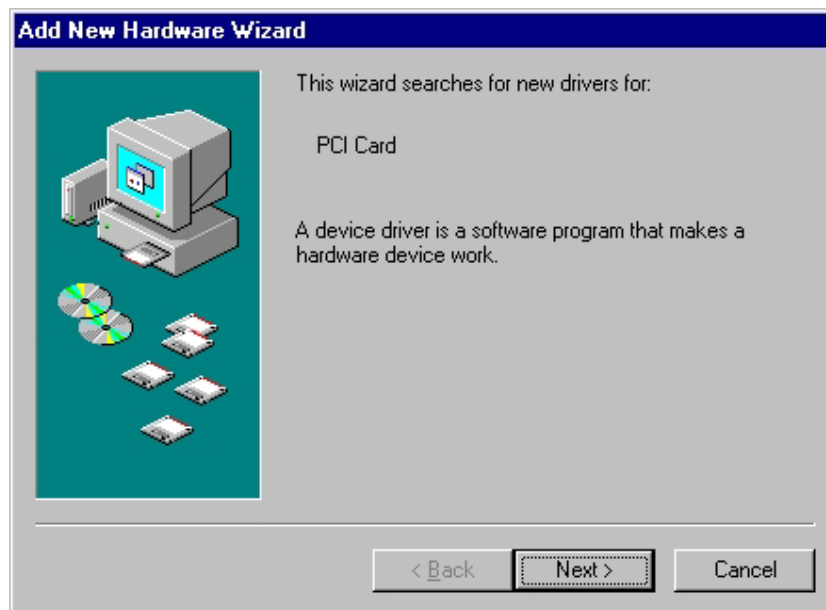 Add New Hardware Wizard
This wizard searches for new drivers for:
PCI Card
A device driver is a software program that makes a
hardware device work.
< Back
Next >
Cancel